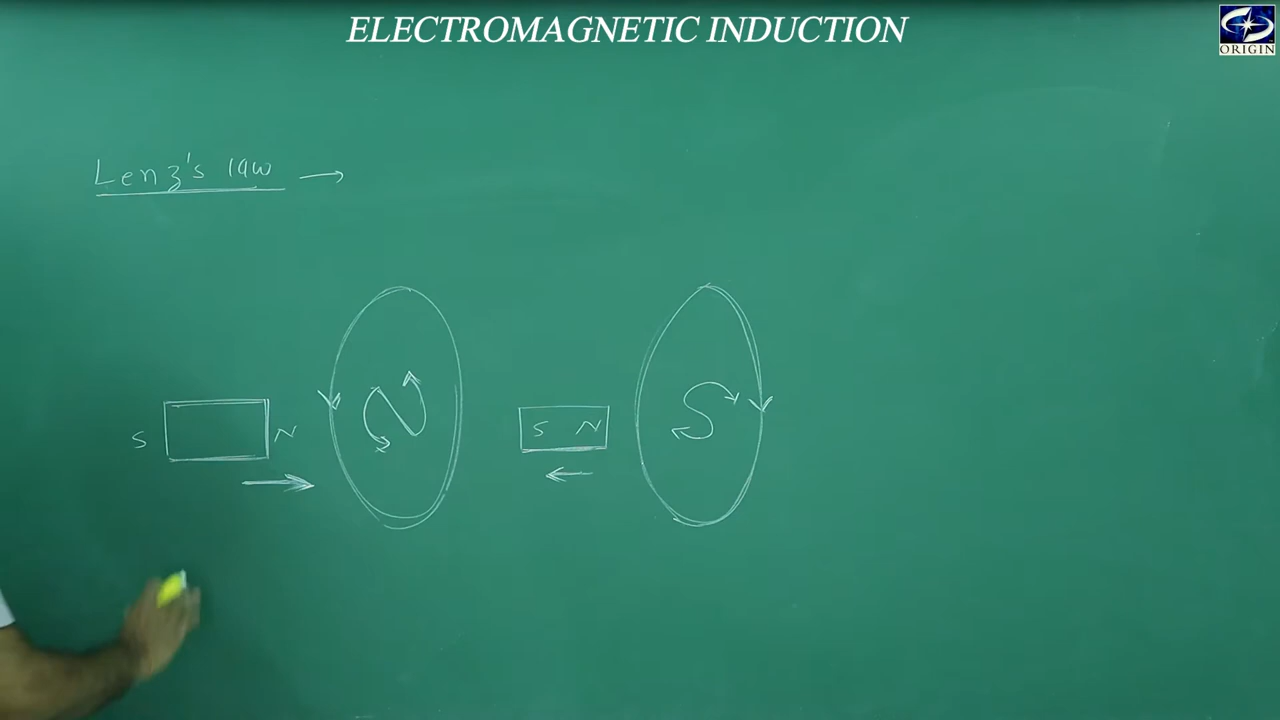 ELECTROMAGNETIC INDUCTION
ORIGIN
Lenz's law →
N S
S N S N